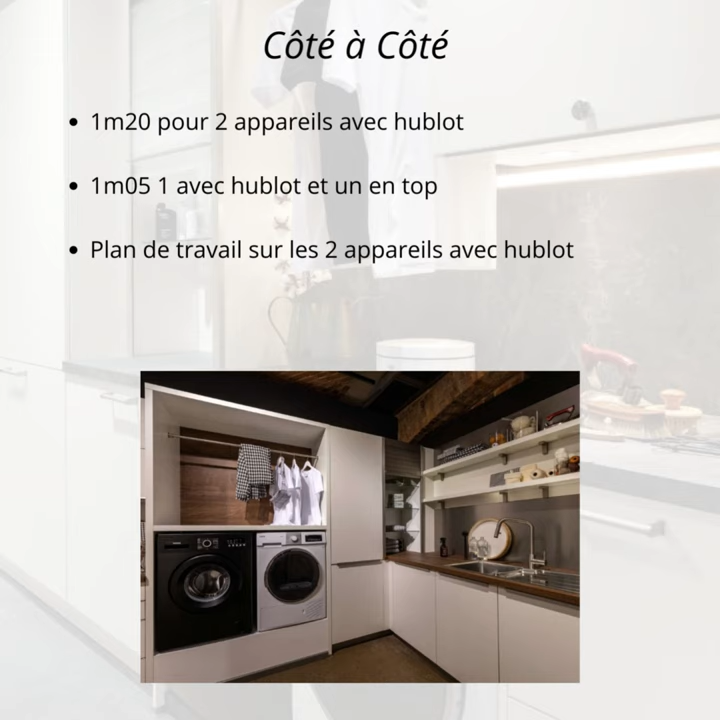 Côté à Côté
• 1m20 pour 2 appareils avec hublot
• 1m05 1 avec hublot et un en top
• Plan de travail sur les 2 appareils avec hublot